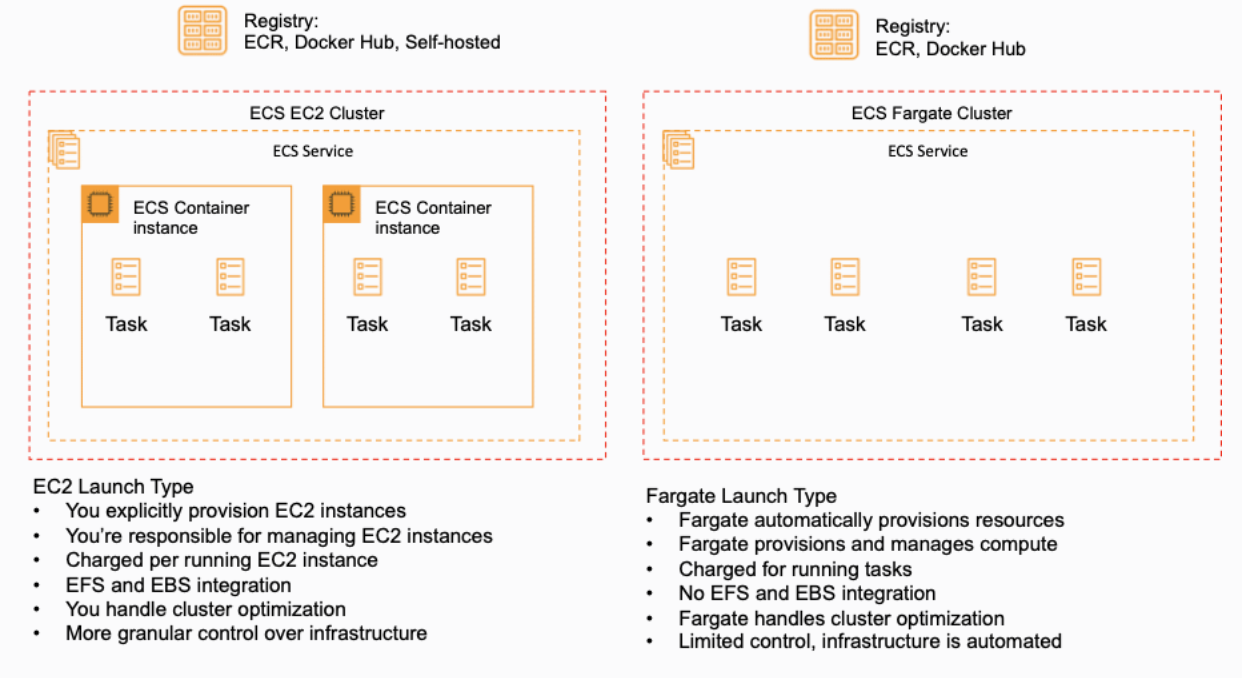 Registry:
ECR, Docker Hub, Self-hosted
ECS EC2 Cluster
ECS Service
ECS Container
instance
Task
Task
ECS Container
instance
Task
Task
EC2 Launch Type
• You explicitly provision EC2 instances
• You're responsible for managing EC2 instances
• Charged per running EC2 instance
• EFS and EBS integration
• You handle cluster optimization
• More granular control over infrastructure
Registry:
ECR, Docker Hub
ECS Fargate Cluster
ECS Service
Task
Task
Task
Task
Fargate Launch Type
• Fargate automatically provisions resources
• Fargate provisions and manages compute
• Charged for running tasks
• No EFS and EBS integration
• Fargate handles cluster optimization
• Limited control, infrastructure is automated